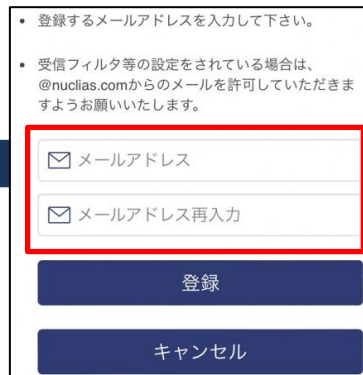 • 登録するメールアドレスを入力して下さい。
• 受信フィルタ等の設定をされている場合は、
@nuclias.comからのメールを許可していただきま
すようお願いいたします。
メールアドレス
メールアドレス再入力
登録
キャンセル